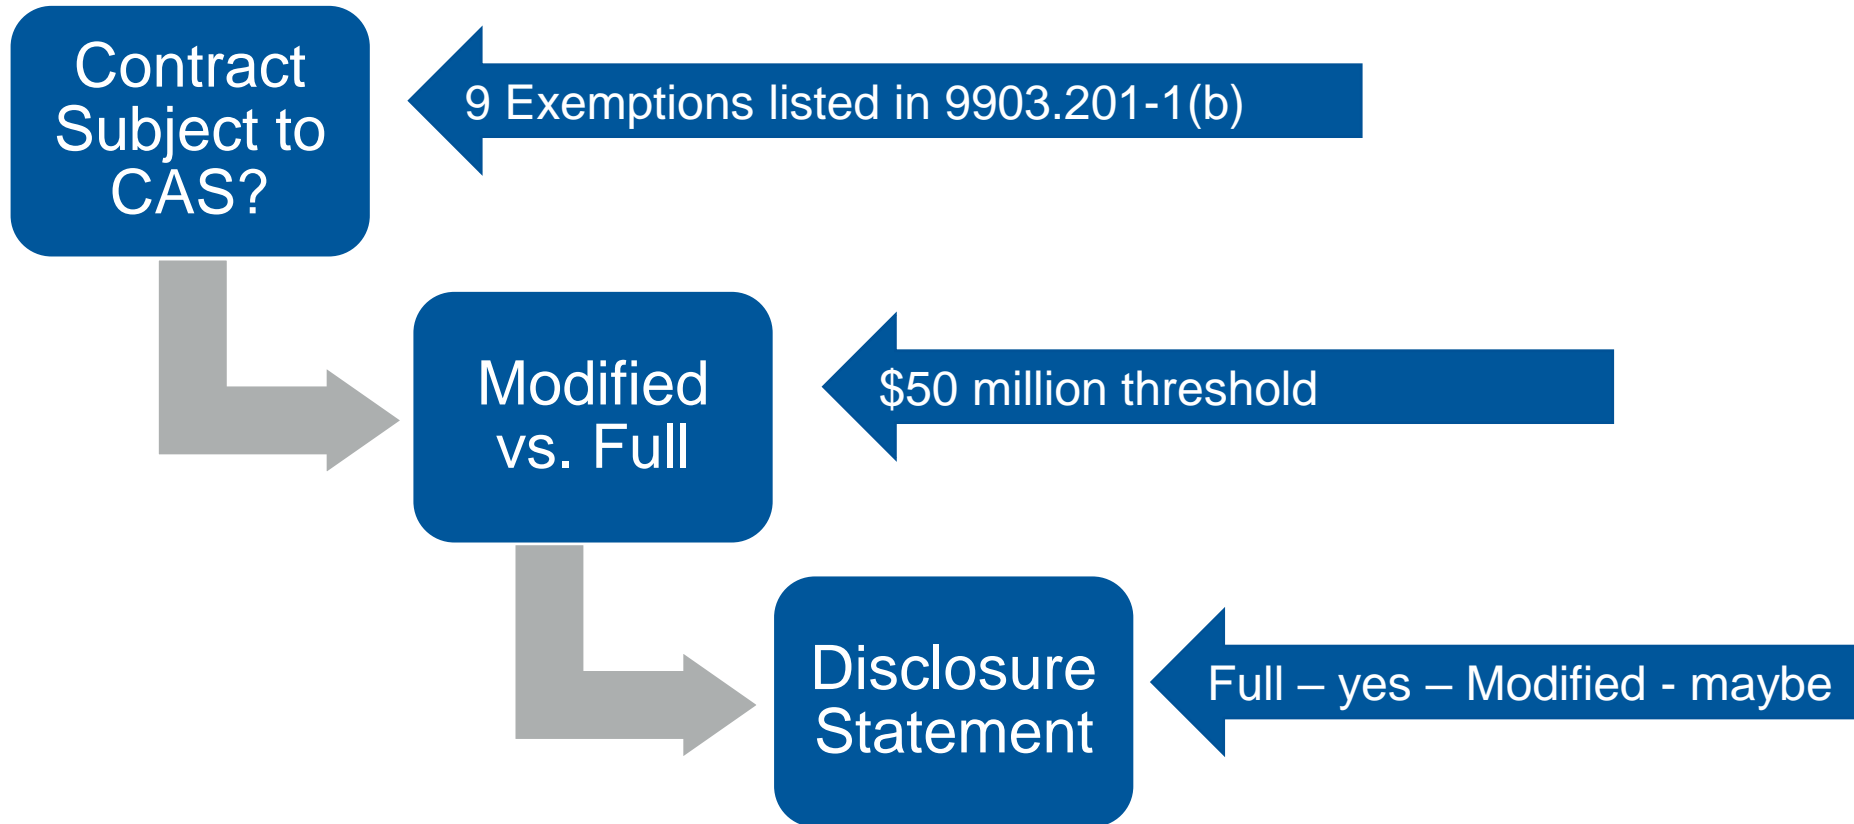 Contract
Subject to
CAS?
9 Exemptions listed in 9903.201-1(b)
Modified
vs. Full
$50 million threshold
Disclosure
Statement
Full – yes – Modified - maybe